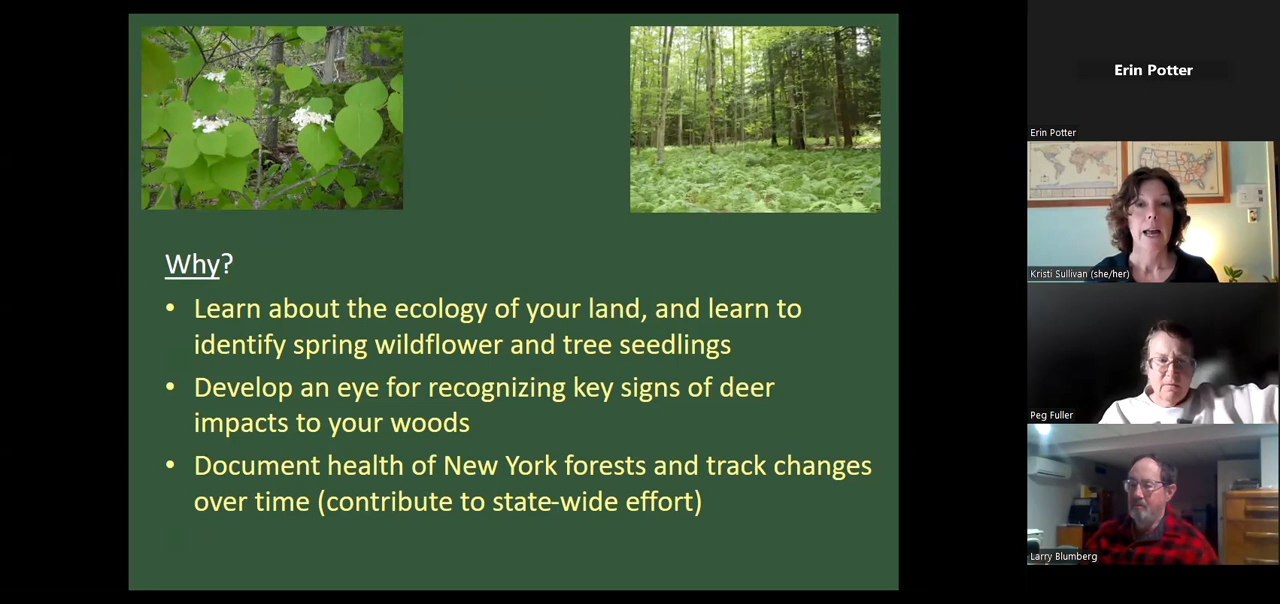 Why?
• Learn about the ecology of your land, and learn to
identify spring wildflower and tree seedlings
• Develop an eye for recognizing key signs of deer
impacts to your woods
• Document health of New York forests and track changes
over time (contribute to state-wide effort)
Erin Potter
Erin Potter
Kristi Sullivan (she/her)
Peg Fuller
Larry Blumberg